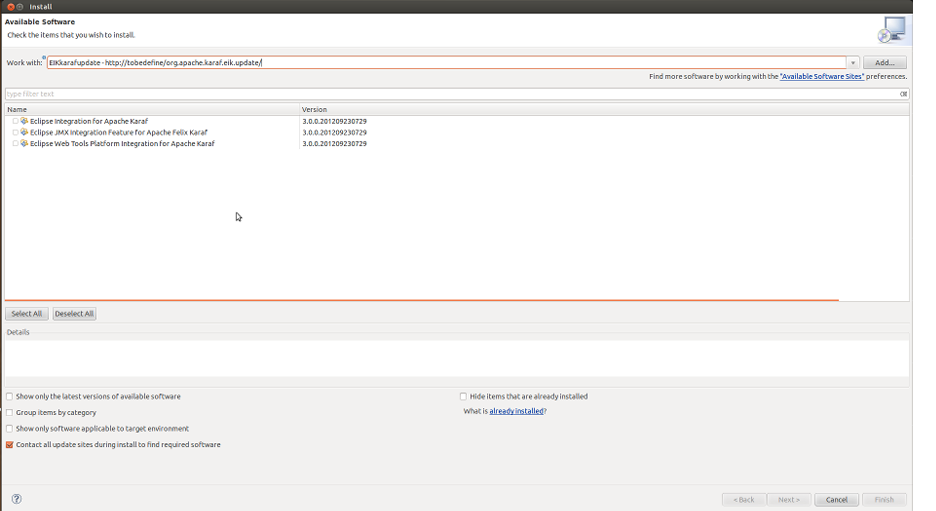 Install
Available Software
Check the items that you wish to install.
Work with: EIKkarafupdate - http://tobedefine/org.apache.karaf.eik.update/ Add...
Find more software by working with the "Available Software Sites" preferences.
type filter text
Name Version
Eclipse Integration for Apache Karaf 3.0.0.201209230729
Eclipse JMX Integration Feature for Apache Felix Karaf 3.0.0.201209230729
Eclipse Web Tools Platform Integration for Apache Karaf 3.0.0.201209230729
Select All Deselect All
Details
Show only the latest versions of available software Hide items that are already installed
Group items by category What is already installed?
Show only software applicable to target environment
Contact all update sites during install to find required software
? < Back Next > Cancel Finish